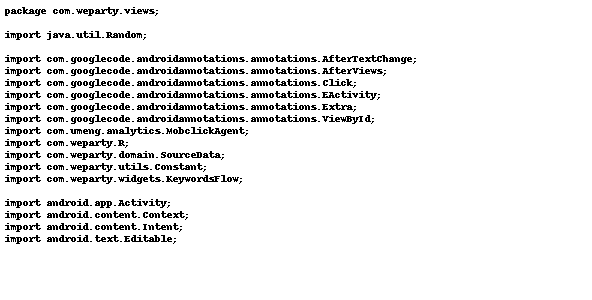 package com.weparty.views;
import java.util.Random;
import com.googlecode.androidannotations.annotations.AfterTextChange;
import com.googlecode.androidannotations.annotations.AfterViews;
import com.googlecode.androidannotations.annotations.Click;
import com.googlecode.androidannotations.annotations.EActivity;
import com.googlecode.androidannotations.annotations.Extra;
import com.googlecode.androidannotations.annotations.ViewById;
import com.umeng.analytics.MobclickAgent;
import com.weparty.R;
import com.weparty.domain.SourceData;
import com.weparty.utils.Constant;
import com.weparty.widgets.KeywordsFlow;
import android.app.Activity;
import android.content.Context;
import android.content.Intent;
import android.text.Editable;